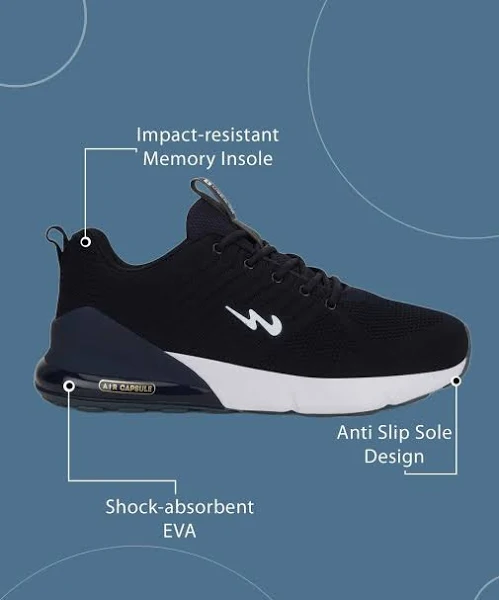 Impact-resistant
Memory Insole
AIR CAPSULE
Anti Slip Sole
Design
Shock-absorbent
EVA